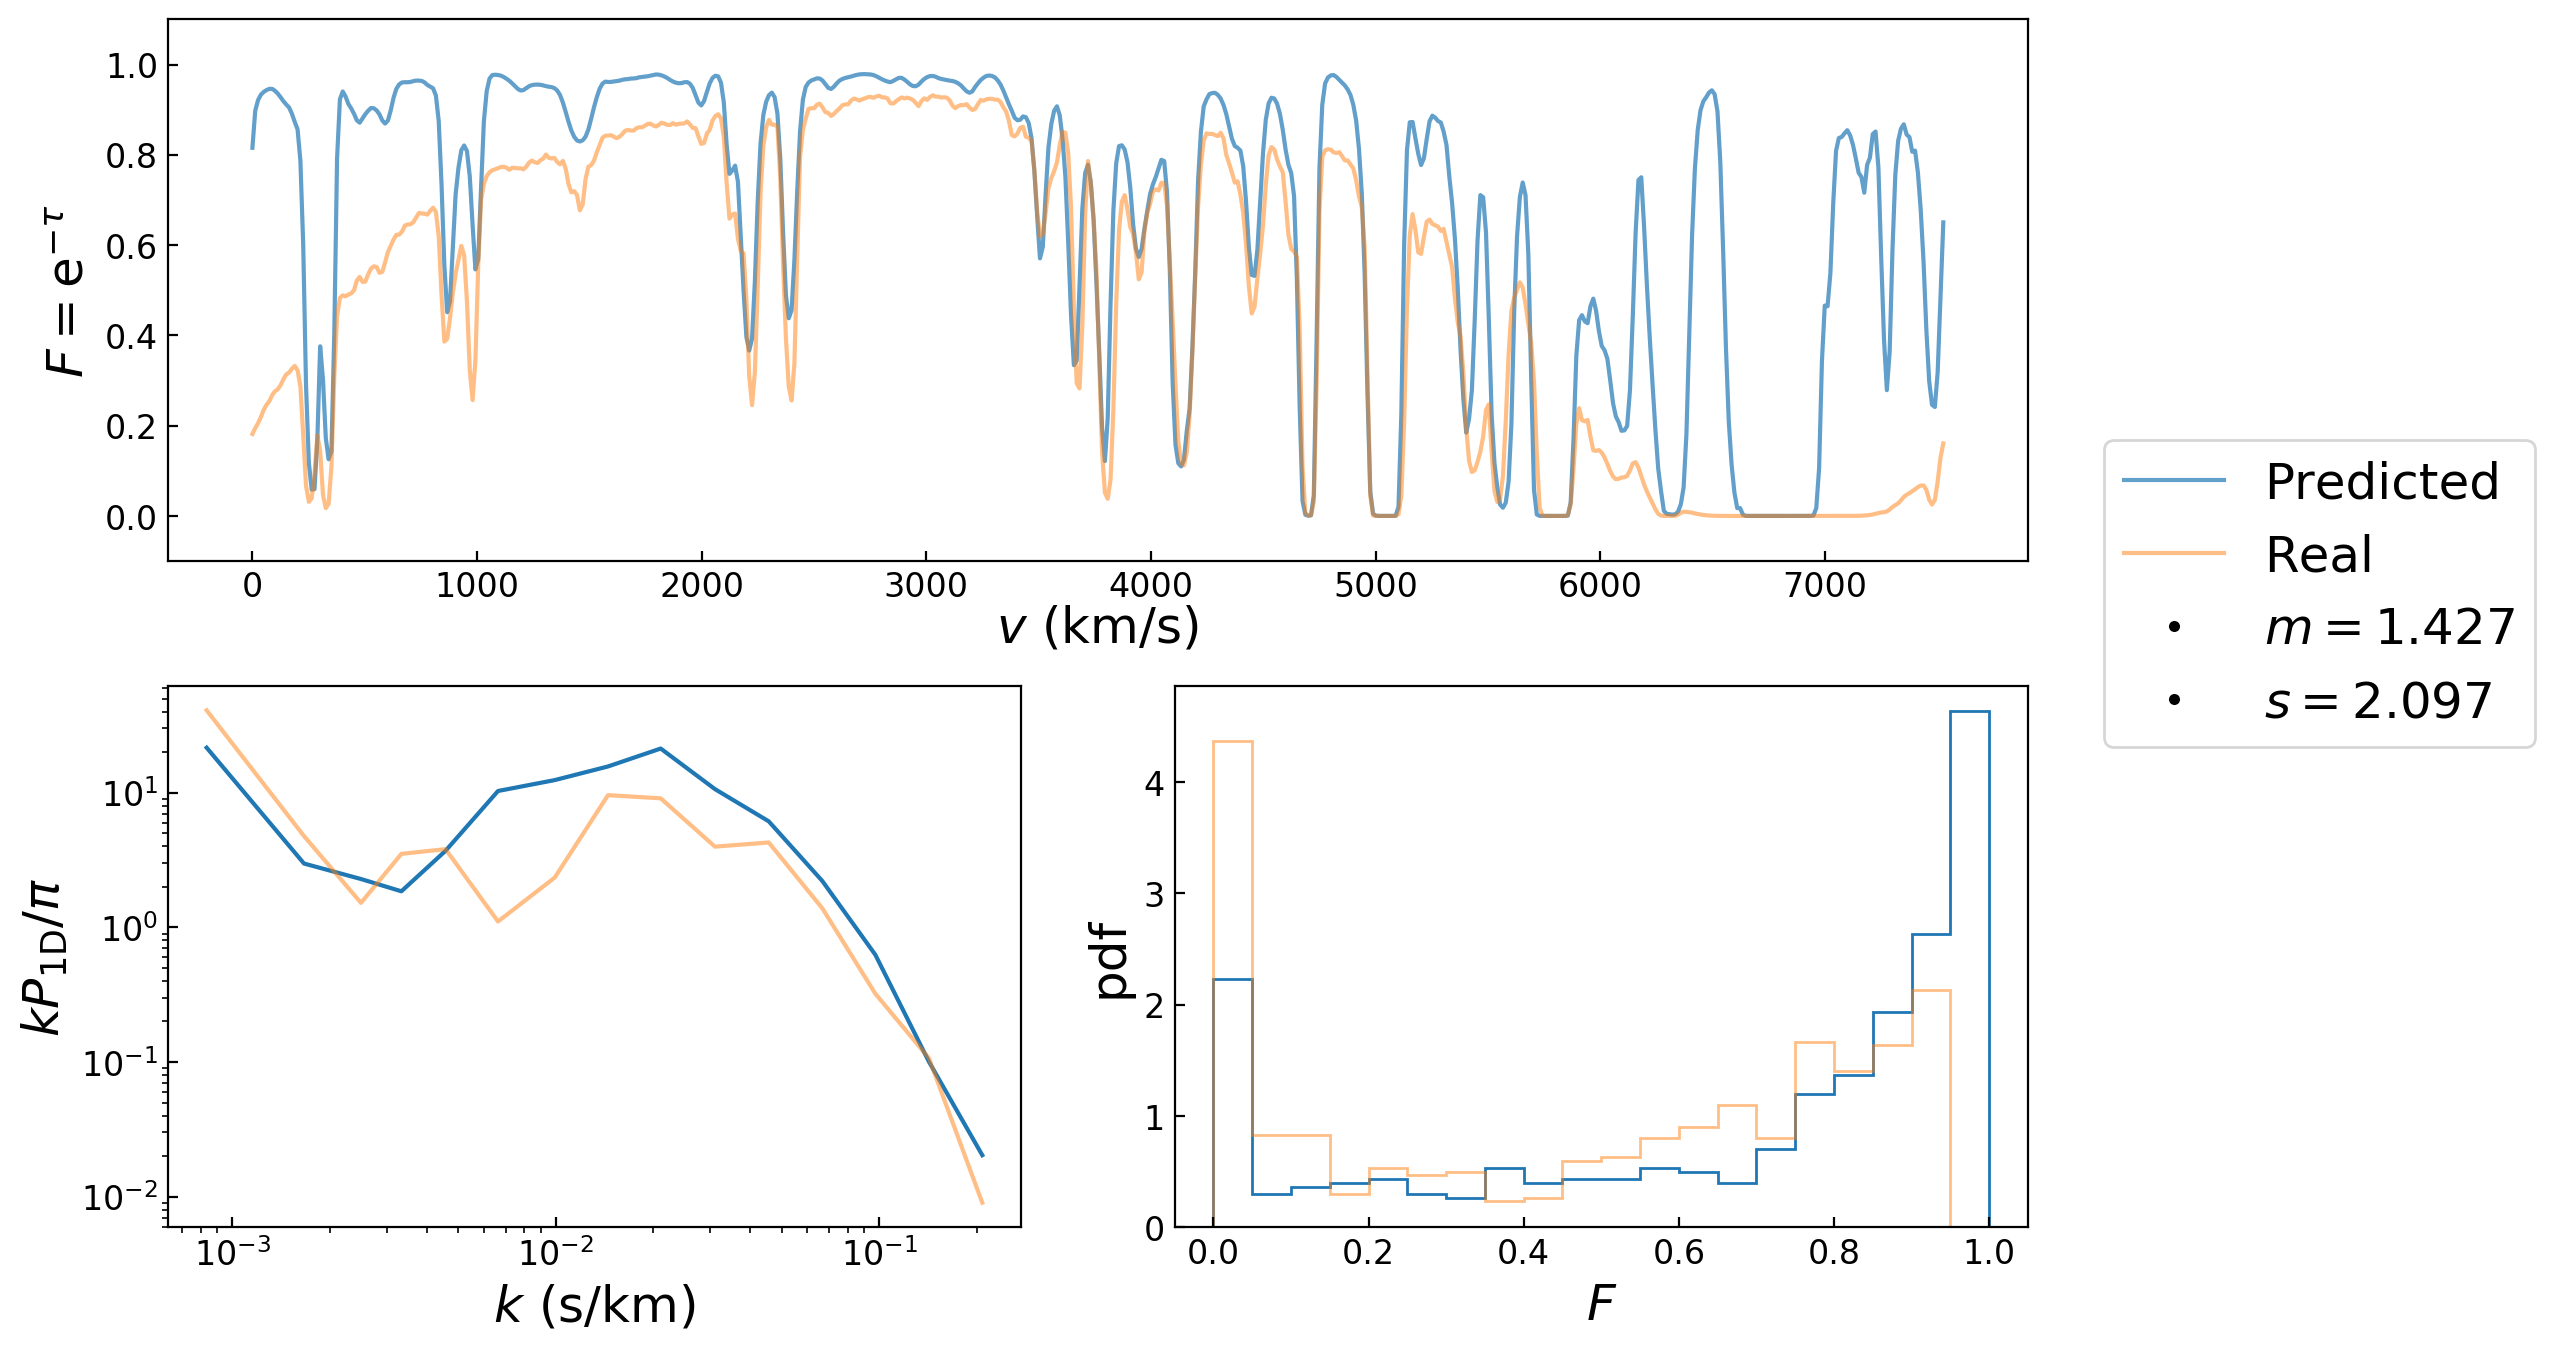 1.0
0.8
0.6
0.4
0.2
0.0
F = e^{-τ}
0 1000 2000 3000 4000 5000 6000 7000
v (km/s)
Predicted
Real
m = 1.427
s = 2.097
10^1
10^0
10^{-1}
10^{-2}
kP_{1D}/π
10^{-3} 10^{-2} 10^{-1}
k (s/km)
4
3
2
1
0
pdf
0.0 0.2 0.4 0.6 0.8 1.0
F